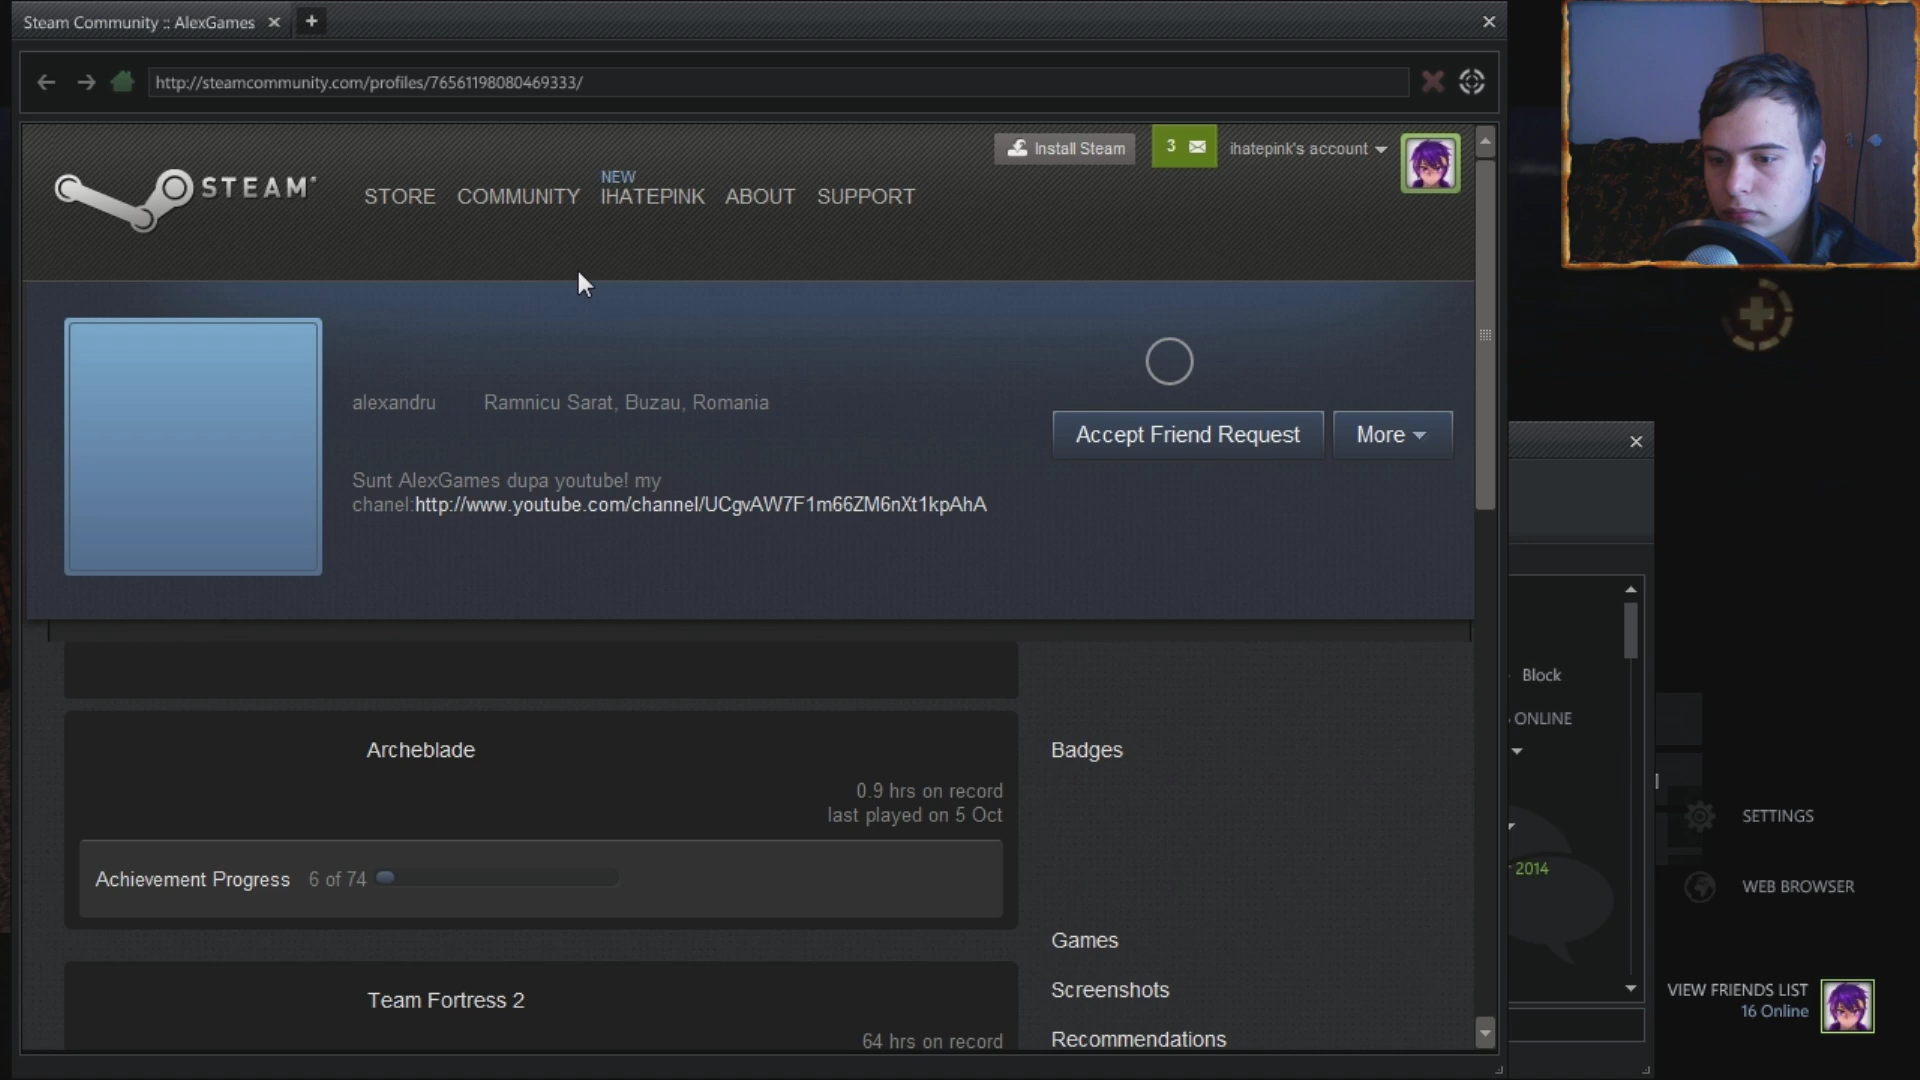 Steam Community :: AlexGames
http://steamcommunity.com/profiles/76561198080469333/
Install Steam
3
ihatepink's account
STEAM
STORE
COMMUNITY
NEW
IHATEPINK
ABOUT
SUPPORT
alexandru
Ramnicu Sarat, Buzau, Romania
Accept Friend Request
More
Sunt AlexGames dupa youtube! my
chanel:http://www.youtube.com/channel/UCgvAW7F1m66ZM6nXt1kpAhA
Archeblade
0.9 hrs on record
last played on 5 Oct
Achievement Progress 6 of 74
Team Fortress 2
64 hrs on record
Badges
Games
Screenshots
Recommendations
Block
ONLINE
2014
SETTINGS
WEB BROWSER
VIEW FRIENDS LIST
16 Online